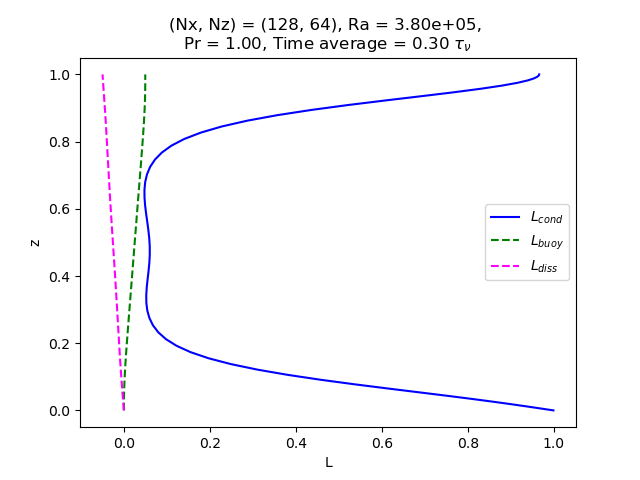 (Nx, Nz) = (128, 64), Ra = 3.80e+05,
Pr = 1.00, Time average = 0.30 τ_ν
1.0
0.8
0.6
0.4
0.2
0.0
z
L_cond
L_buoy
L_diss
0.0 0.2 0.4 0.6 0.8 1.0
L